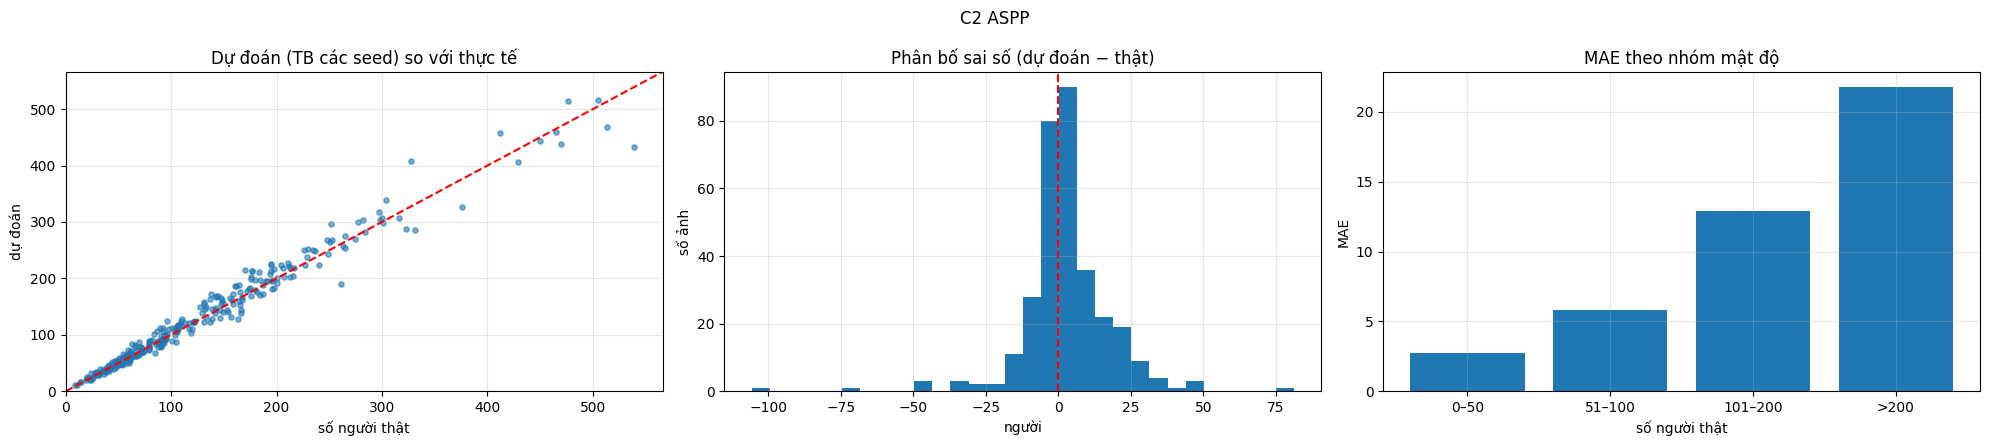 C2 ASPP
Dự đoán (TB các seed) so với thực tế
dự đoán
500
400
300
200
100
0
0 100 200 300 400 500
số người thật
Phân bố sai số (dự đoán − thật)
số ảnh
80
60
40
20
0
−100 −75 −50 −25 0 25 50 75
người
MAE theo nhóm mật độ
MAE
20
15
10
5
0
0–50 51–100 101–200 >200
số người thật